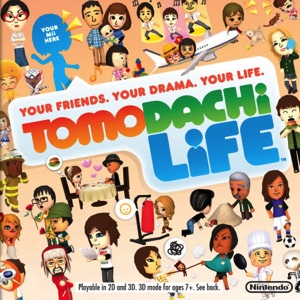 YOUR
Mii
HERE
YOUR FRIENDS. YOUR DRAMA. YOUR LIFE.
TOMODACHi
LiFE
TM
Playable in 2D and 3D. 3D mode for ages 7+. See back.
Nintendo